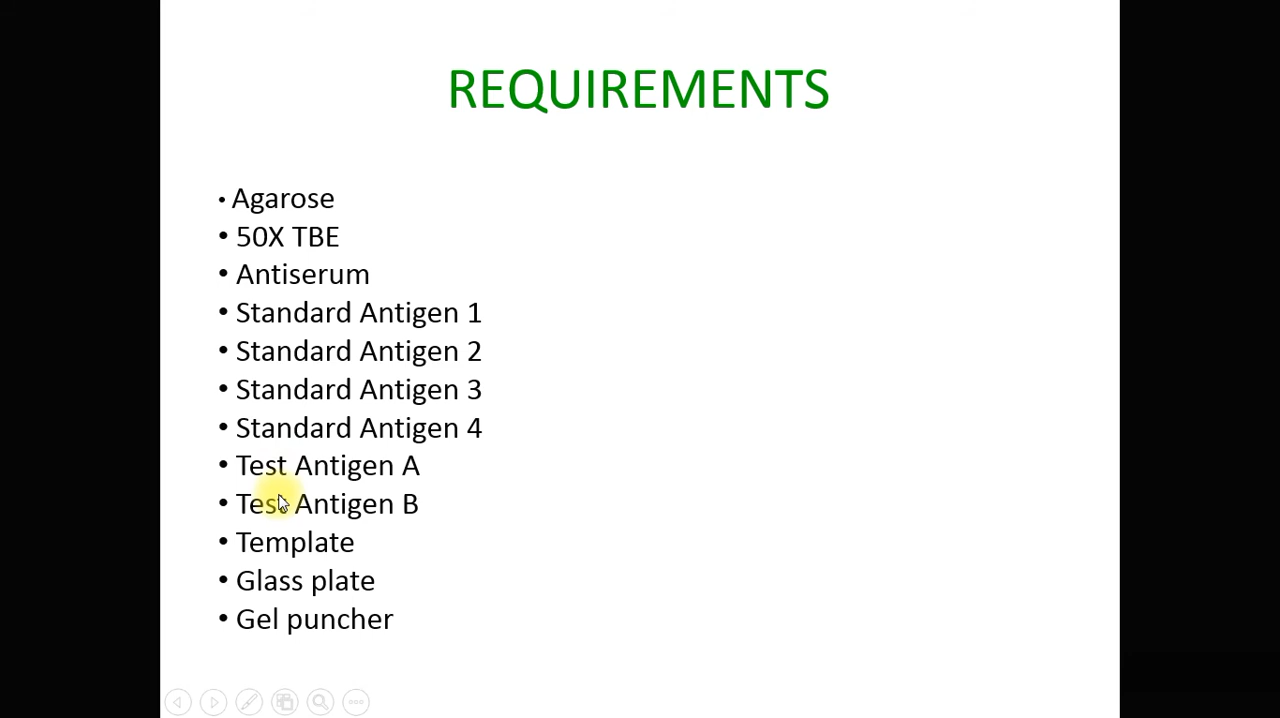 REQUIREMENTS
• Agarose
• 50X TBE
• Antiserum
• Standard Antigen 1
• Standard Antigen 2
• Standard Antigen 3
• Standard Antigen 4
• Test Antigen A
• Test Antigen B
• Template
• Glass plate
• Gel puncher